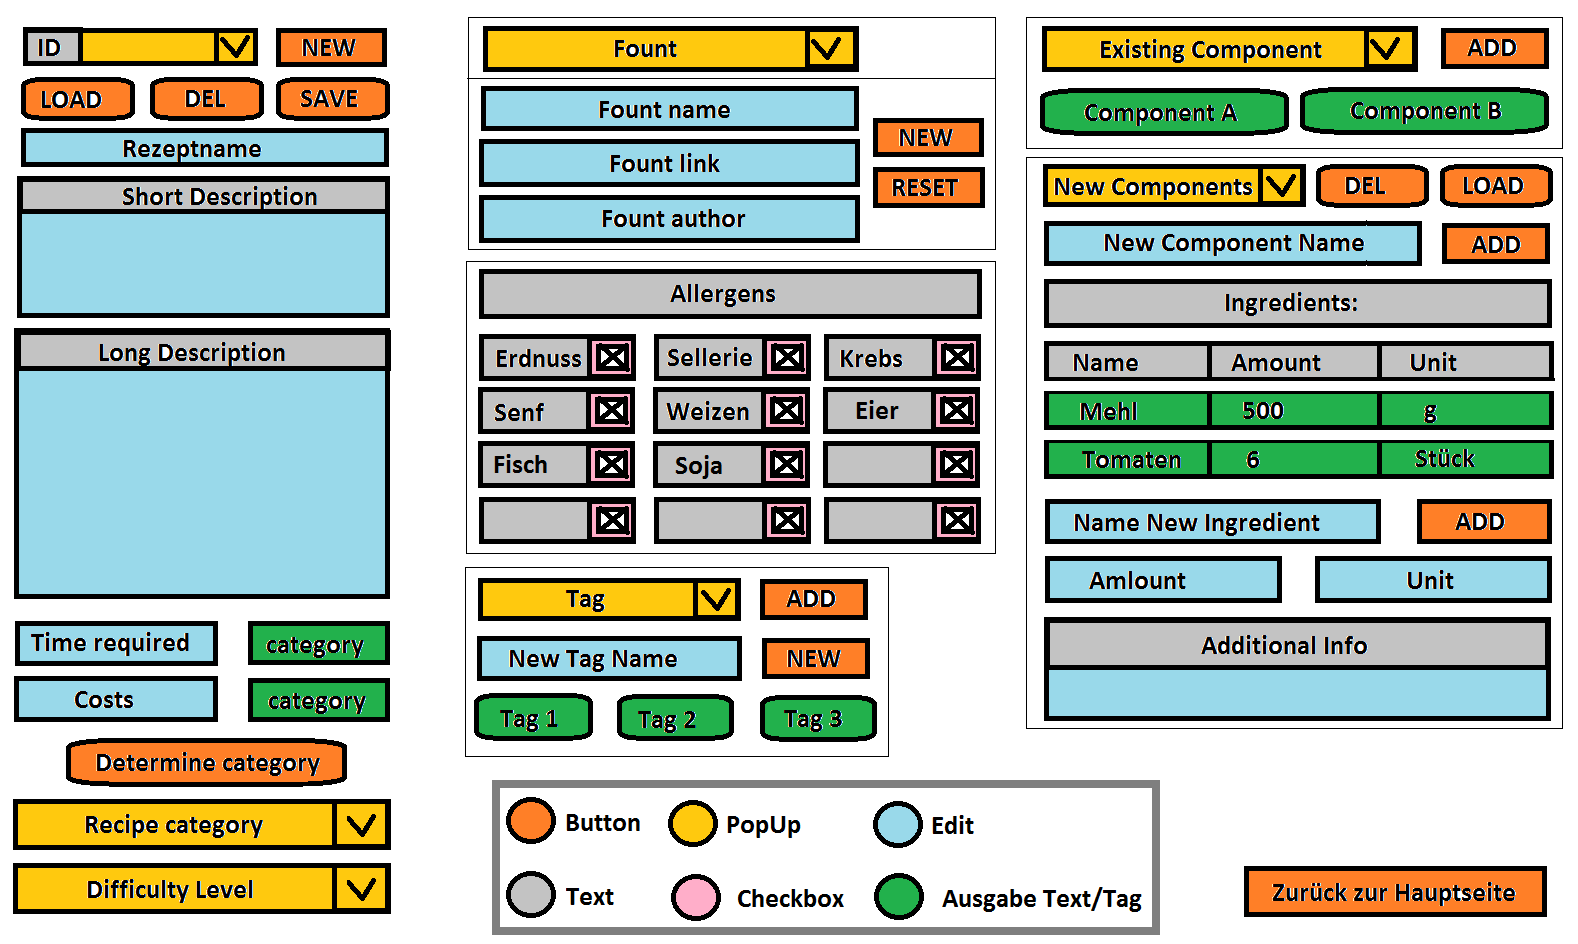 ID
NEW
LOAD
DEL
SAVE
Rezeptname
Short Description
Long Description
Time required
category
Costs
category
Determine category
Recipe category
Difficulty Level
Fount
Fount name
Fount link
Fount author
NEW
RESET
Allergens
Erdnuss
Sellerie
Krebs
Senf
Weizen
Eier
Fisch
Soja
Tag
ADD
New Tag Name
NEW
Tag 1
Tag 2
Tag 3
Existing Component
ADD
Component A
Component B
New Components
DEL
LOAD
New Component Name
ADD
Ingredients:
Name
Amount
Unit
Mehl
500
g
Tomaten
6
Stück
Name New Ingredient
ADD
Amlount
Unit
Additional Info
Button
PopUp
Edit
Text
Checkbox
Ausgabe Text/Tag
Zurück zur Hauptseite